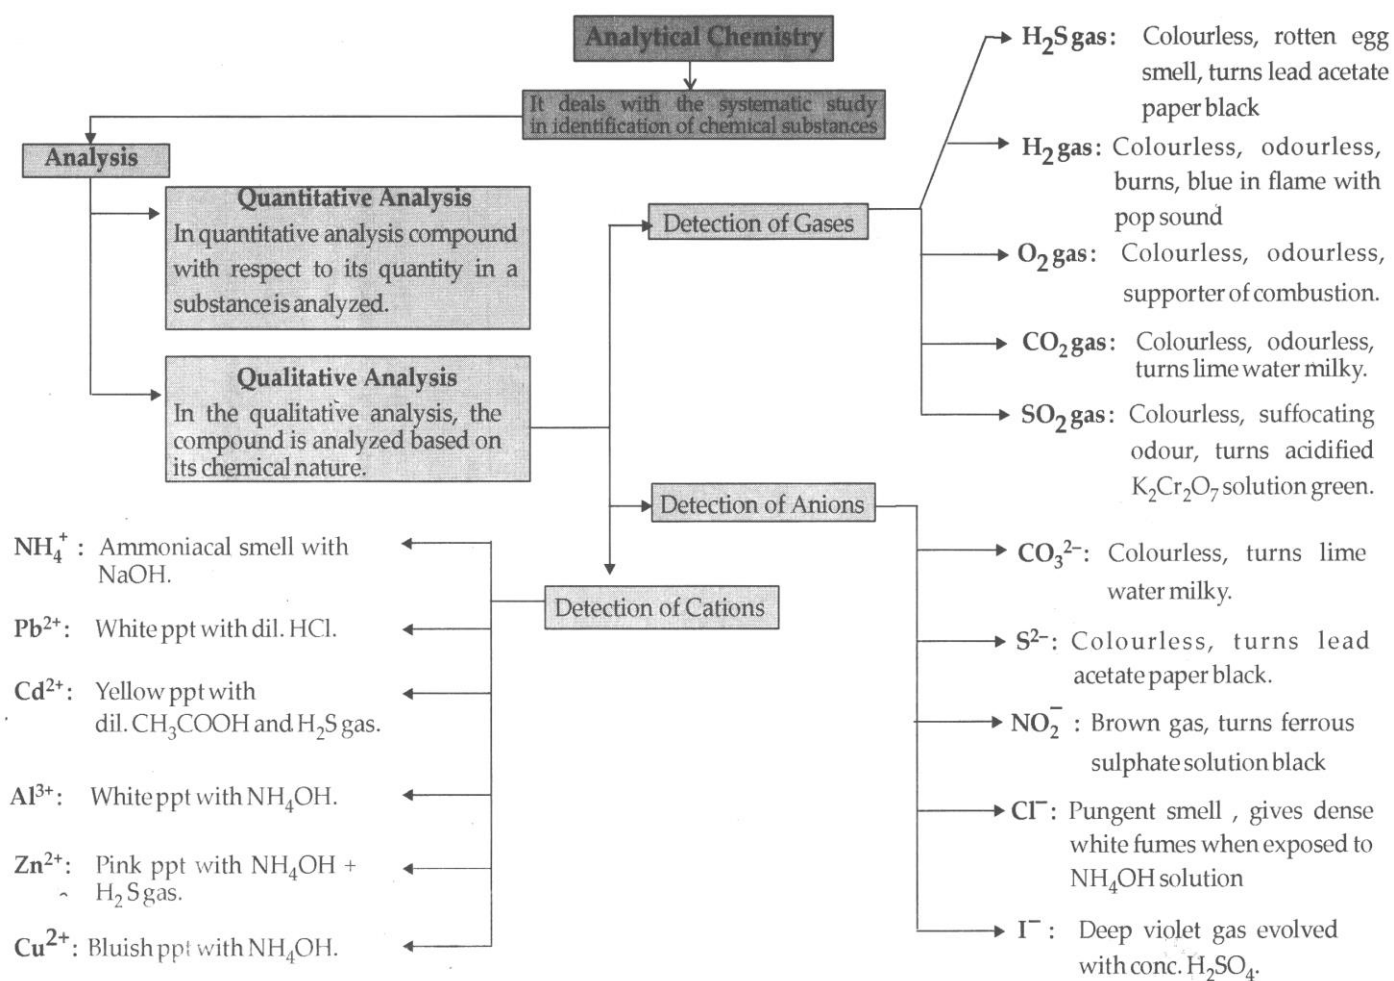 Analytical Chemistry
It deals with the systematic study
in identification of chemical substances
Analysis
Quantitative Analysis
In quantitative analysis compound
with respect to its quantity in a
substance is analyzed.
Qualitative Analysis
In the qualitative analysis, the
compound is analyzed based on
its chemical nature.
Detection of Gases
H₂S gas: Colourless, rotten egg
smell, turns lead acetate
paper black
H₂ gas: Colourless, odourless,
burns, blue in flame with
pop sound
O₂ gas: Colourless, odourless,
supporter of combustion.
CO₂ gas: Colourless, odourless,
turns lime water milky.
SO₂ gas: Colourless, suffocating
odour, turns acidified
K₂Cr₂O₇ solution green.
Detection of Anions
CO₃²⁻: Colourless, turns lime
water milky.
S²⁻: Colourless, turns lead
acetate paper black.
NO₂⁻ : Brown gas, turns ferrous
sulphate solution black
Cl⁻: Pungent smell , gives dense
white fumes when exposed to
NH₄OH solution
I⁻ : Deep violet gas evolved
with conc. H₂SO₄.
Detection of Cations
NH₄⁺ : Ammoniacal smell with
NaOH.
Pb²⁺: White ppt with dil. HCl.
Cd²⁺: Yellow ppt with
dil. CH₃COOH and H₂S gas.
Al³⁺: White ppt with NH₄OH.
Zn²⁺: Pink ppt with NH₄OH +
H₂S gas.
Cu²⁺: Bluish ppt with NH₄OH.